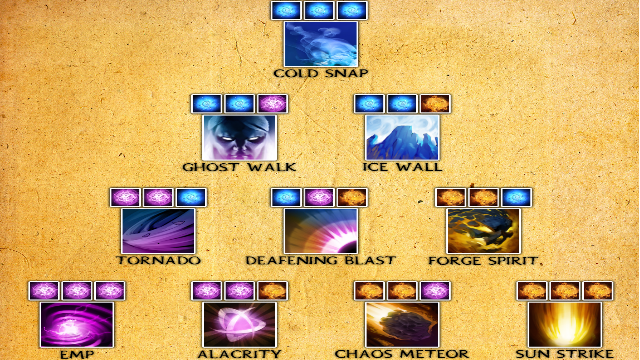 COLD SNAP
GHOST WALK ICE WALL
TORNADO DEAFENING BLAST FORGE SPIRIT.
EMP ALACRITY CHAOS METEOR SUN STRIKE